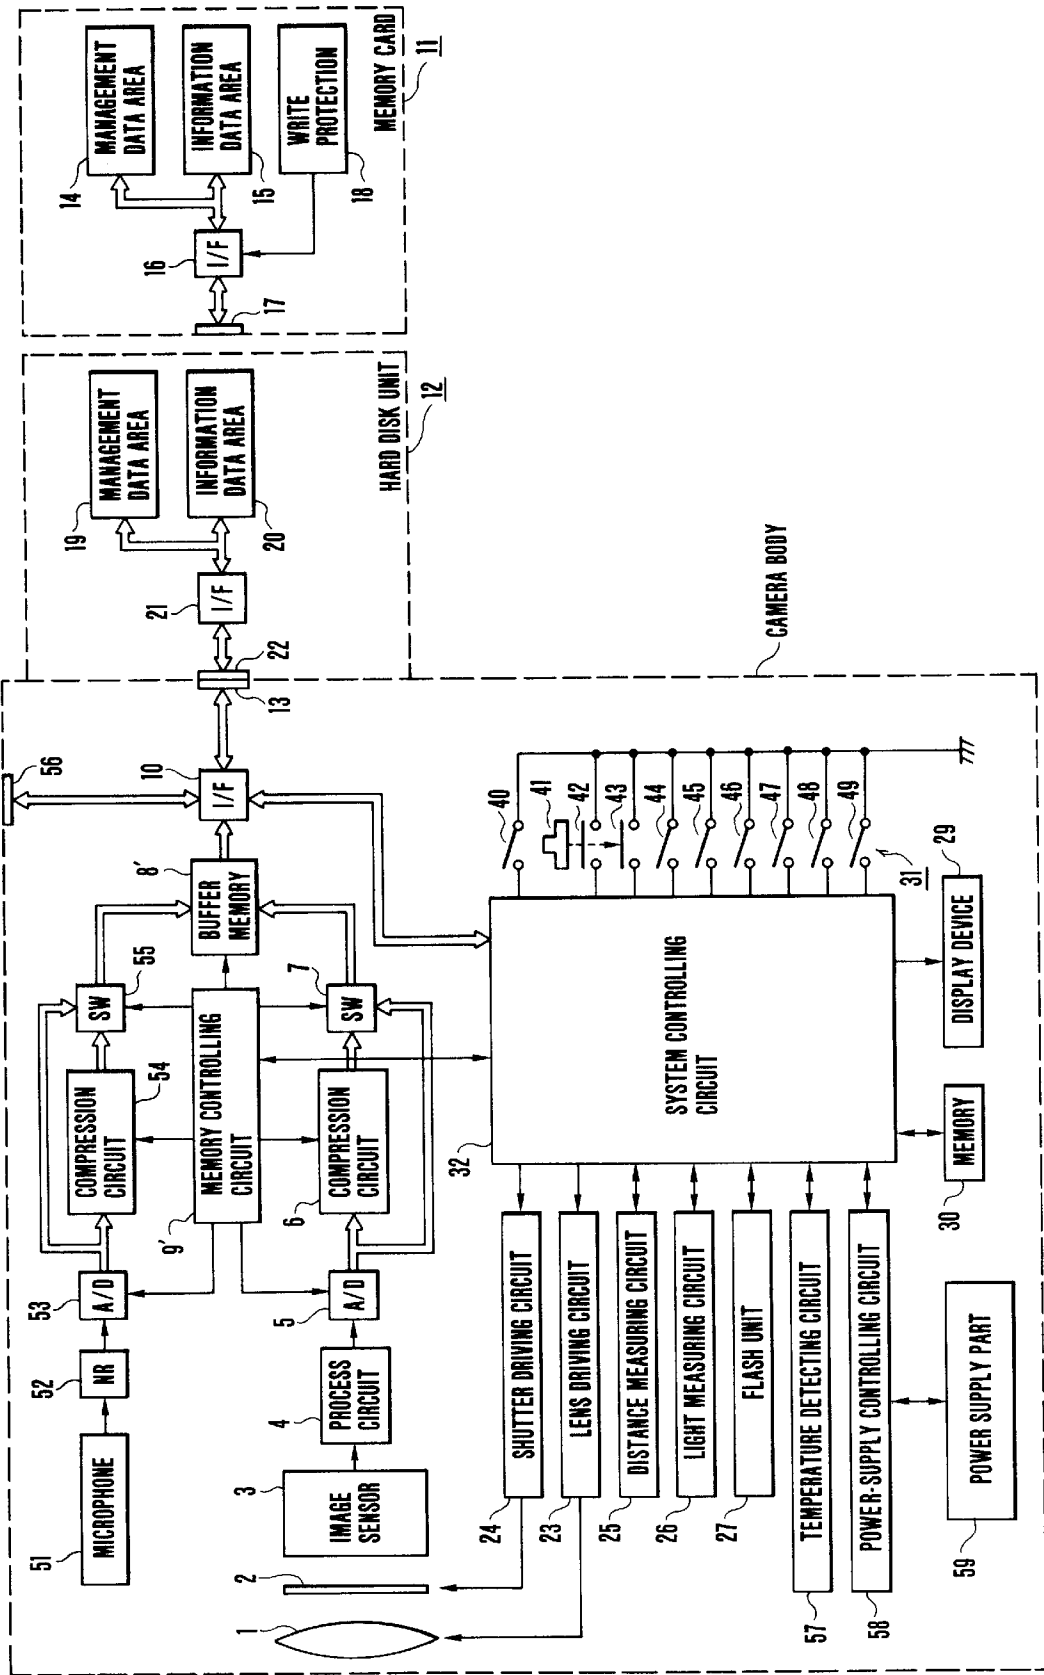 51
MICROPHONE
52
NR
53
A/D
COMPRESSION
CIRCUIT
54
SW
55
56
1
2
3
IMAGE
SENSOR
4
PROCESS
CIRCUIT
5
A/D
9'
MEMORY CONTROLLING
CIRCUIT
6
COMPRESSION
CIRCUIT
7
SW
8'
BUFFER
MEMORY
10
I/F
13
22
21
I/F
19
MANAGEMENT
DATA AREA
20
INFORMATION
DATA AREA
HARD DISK UNIT
12
17
16
I/F
14
MANAGEMENT
DATA AREA
15
INFORMATION
DATA AREA
18
WRITE
PROTECTION
MEMORY CARD
11
24
SHUTTER DRIVING CIRCUIT
23
LENS DRIVING CIRCUIT
25
DISTANCE MEASURING CIRCUIT
26
LIGHT MEASURING CIRCUIT
27
FLASH UNIT
57
TEMPERATURE DETECTING CIRCUIT
58
POWER-SUPPLY CONTROLLING CIRCUIT
59
POWER SUPPLY PART
32
SYSTEM CONTROLLING
CIRCUIT
30
MEMORY
29
DISPLAY DEVICE
31
40
41
42
43
44
45
46
47
48
49
CAMERA BODY